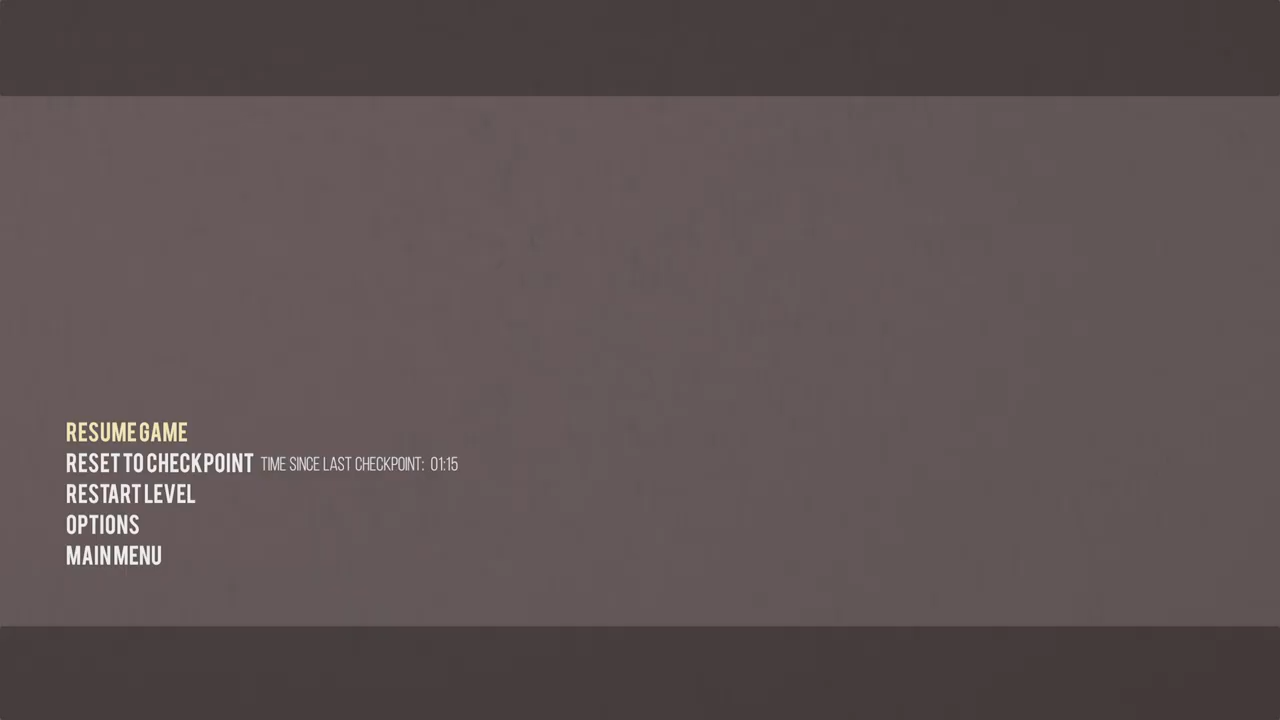 RESUME GAME
RESET TO CHECKPOINT TIME SINCE LAST CHECKPOINT: 01:15
RESTART LEVEL
OPTIONS
MAIN MENU